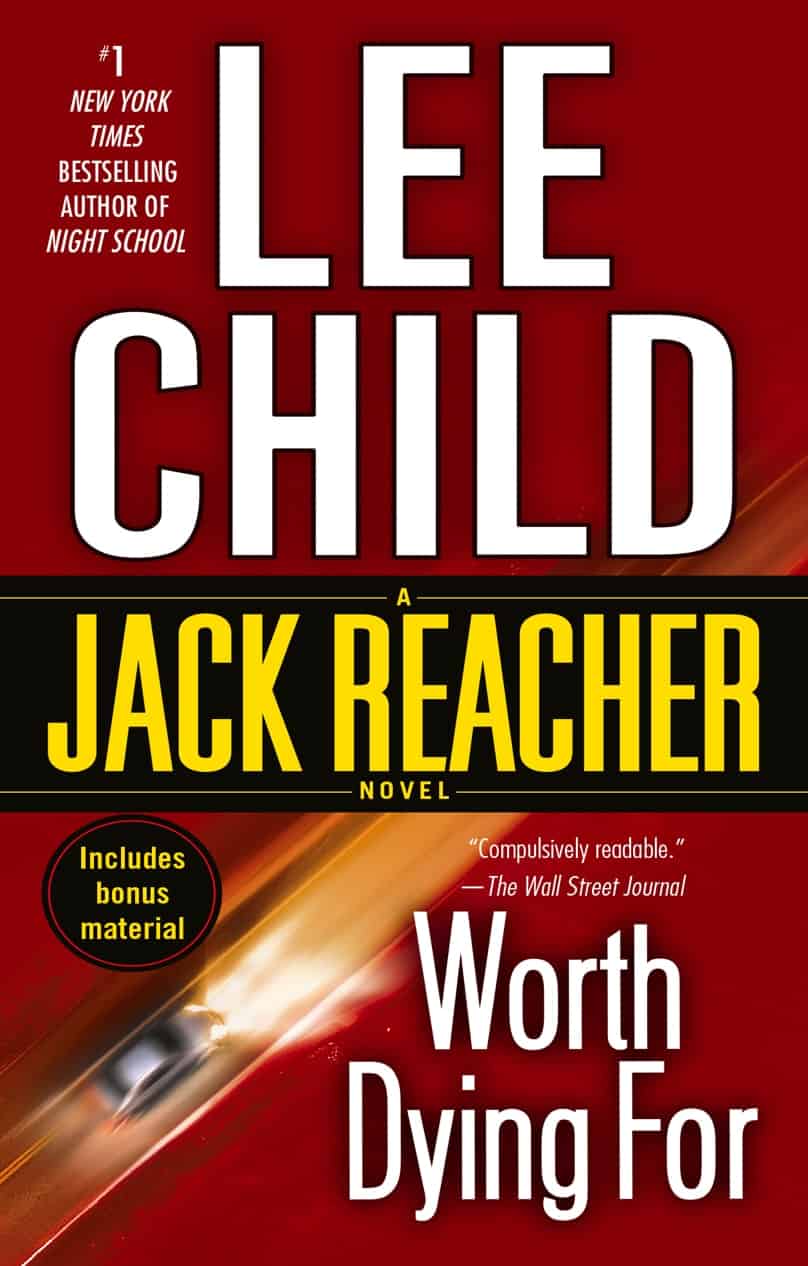 #1
NEW YORK
TIMES
BESTSELLING
AUTHOR OF
NIGHT SCHOOL
LEE
CHILD
A
JACK REACHER
NOVEL
Includes
bonus
material
“Compulsively readable.”
—The Wall Street Journal
Worth
Dying For